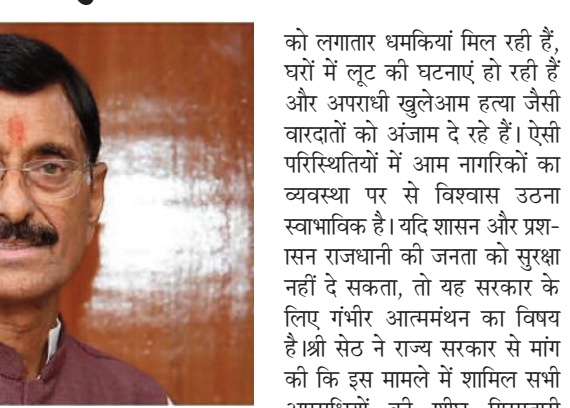 को लगातार धमकियां मिल रही हैं,
घरों में लूट की घटनाएं हो रही हैं
और अपराधी खुलेआम हत्या जैसी
वारदातों को अंजाम दे रहे हैं। ऐसी
परिस्थितियों में आम नागरिकों का
व्यवस्था पर से विश्वास उठना
स्वाभाविक है। यदि शासन और प्रश-
ासन राजधानी की जनता को सुरक्षा
नहीं दे सकता, तो यह सरकार के
लिए गंभीर आत्ममंथन का विषय
है।श्री सेठ ने राज्य सरकार से मांग
की कि इस मामले में शामिल सभी